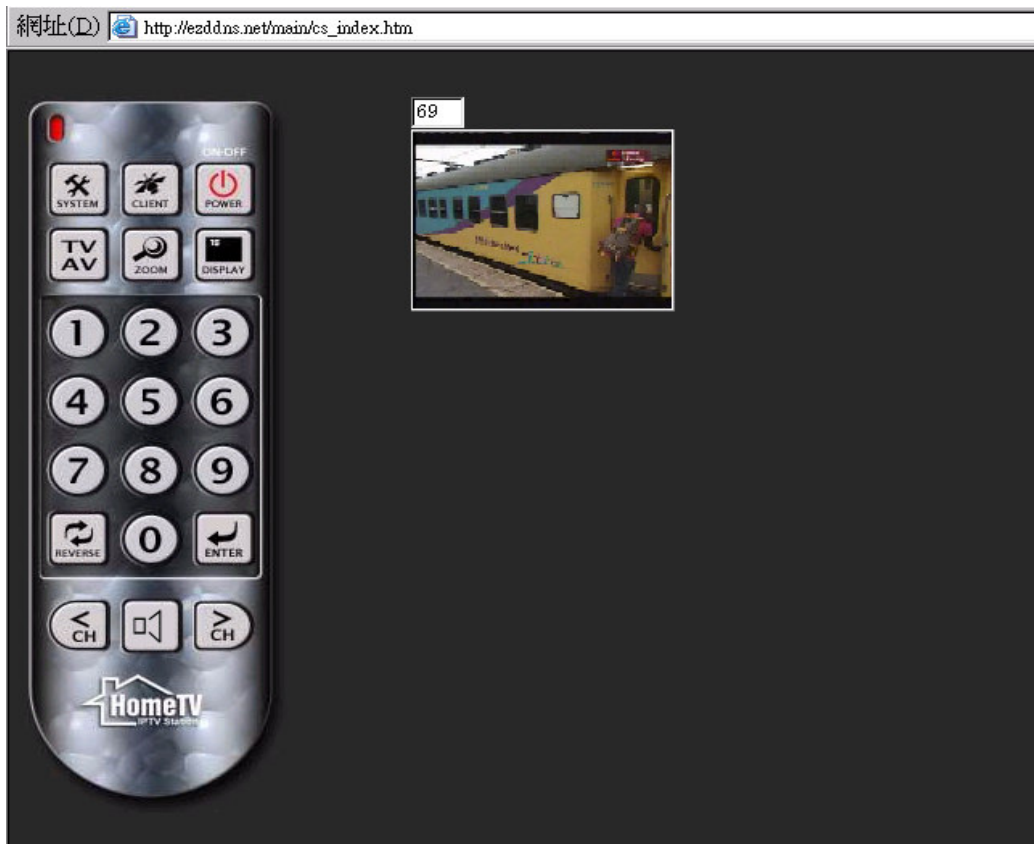 網址(D) http://ezddns.net/main/cs_index.htm
69
ON-OFF
SYSTEM CLIENT POWER
TV AV ZOOM DISPLAY
1 2 3
4 5 6
7 8 9
REVERSE 0 ENTER
< CH > CH
HomeTV
IPTV Station